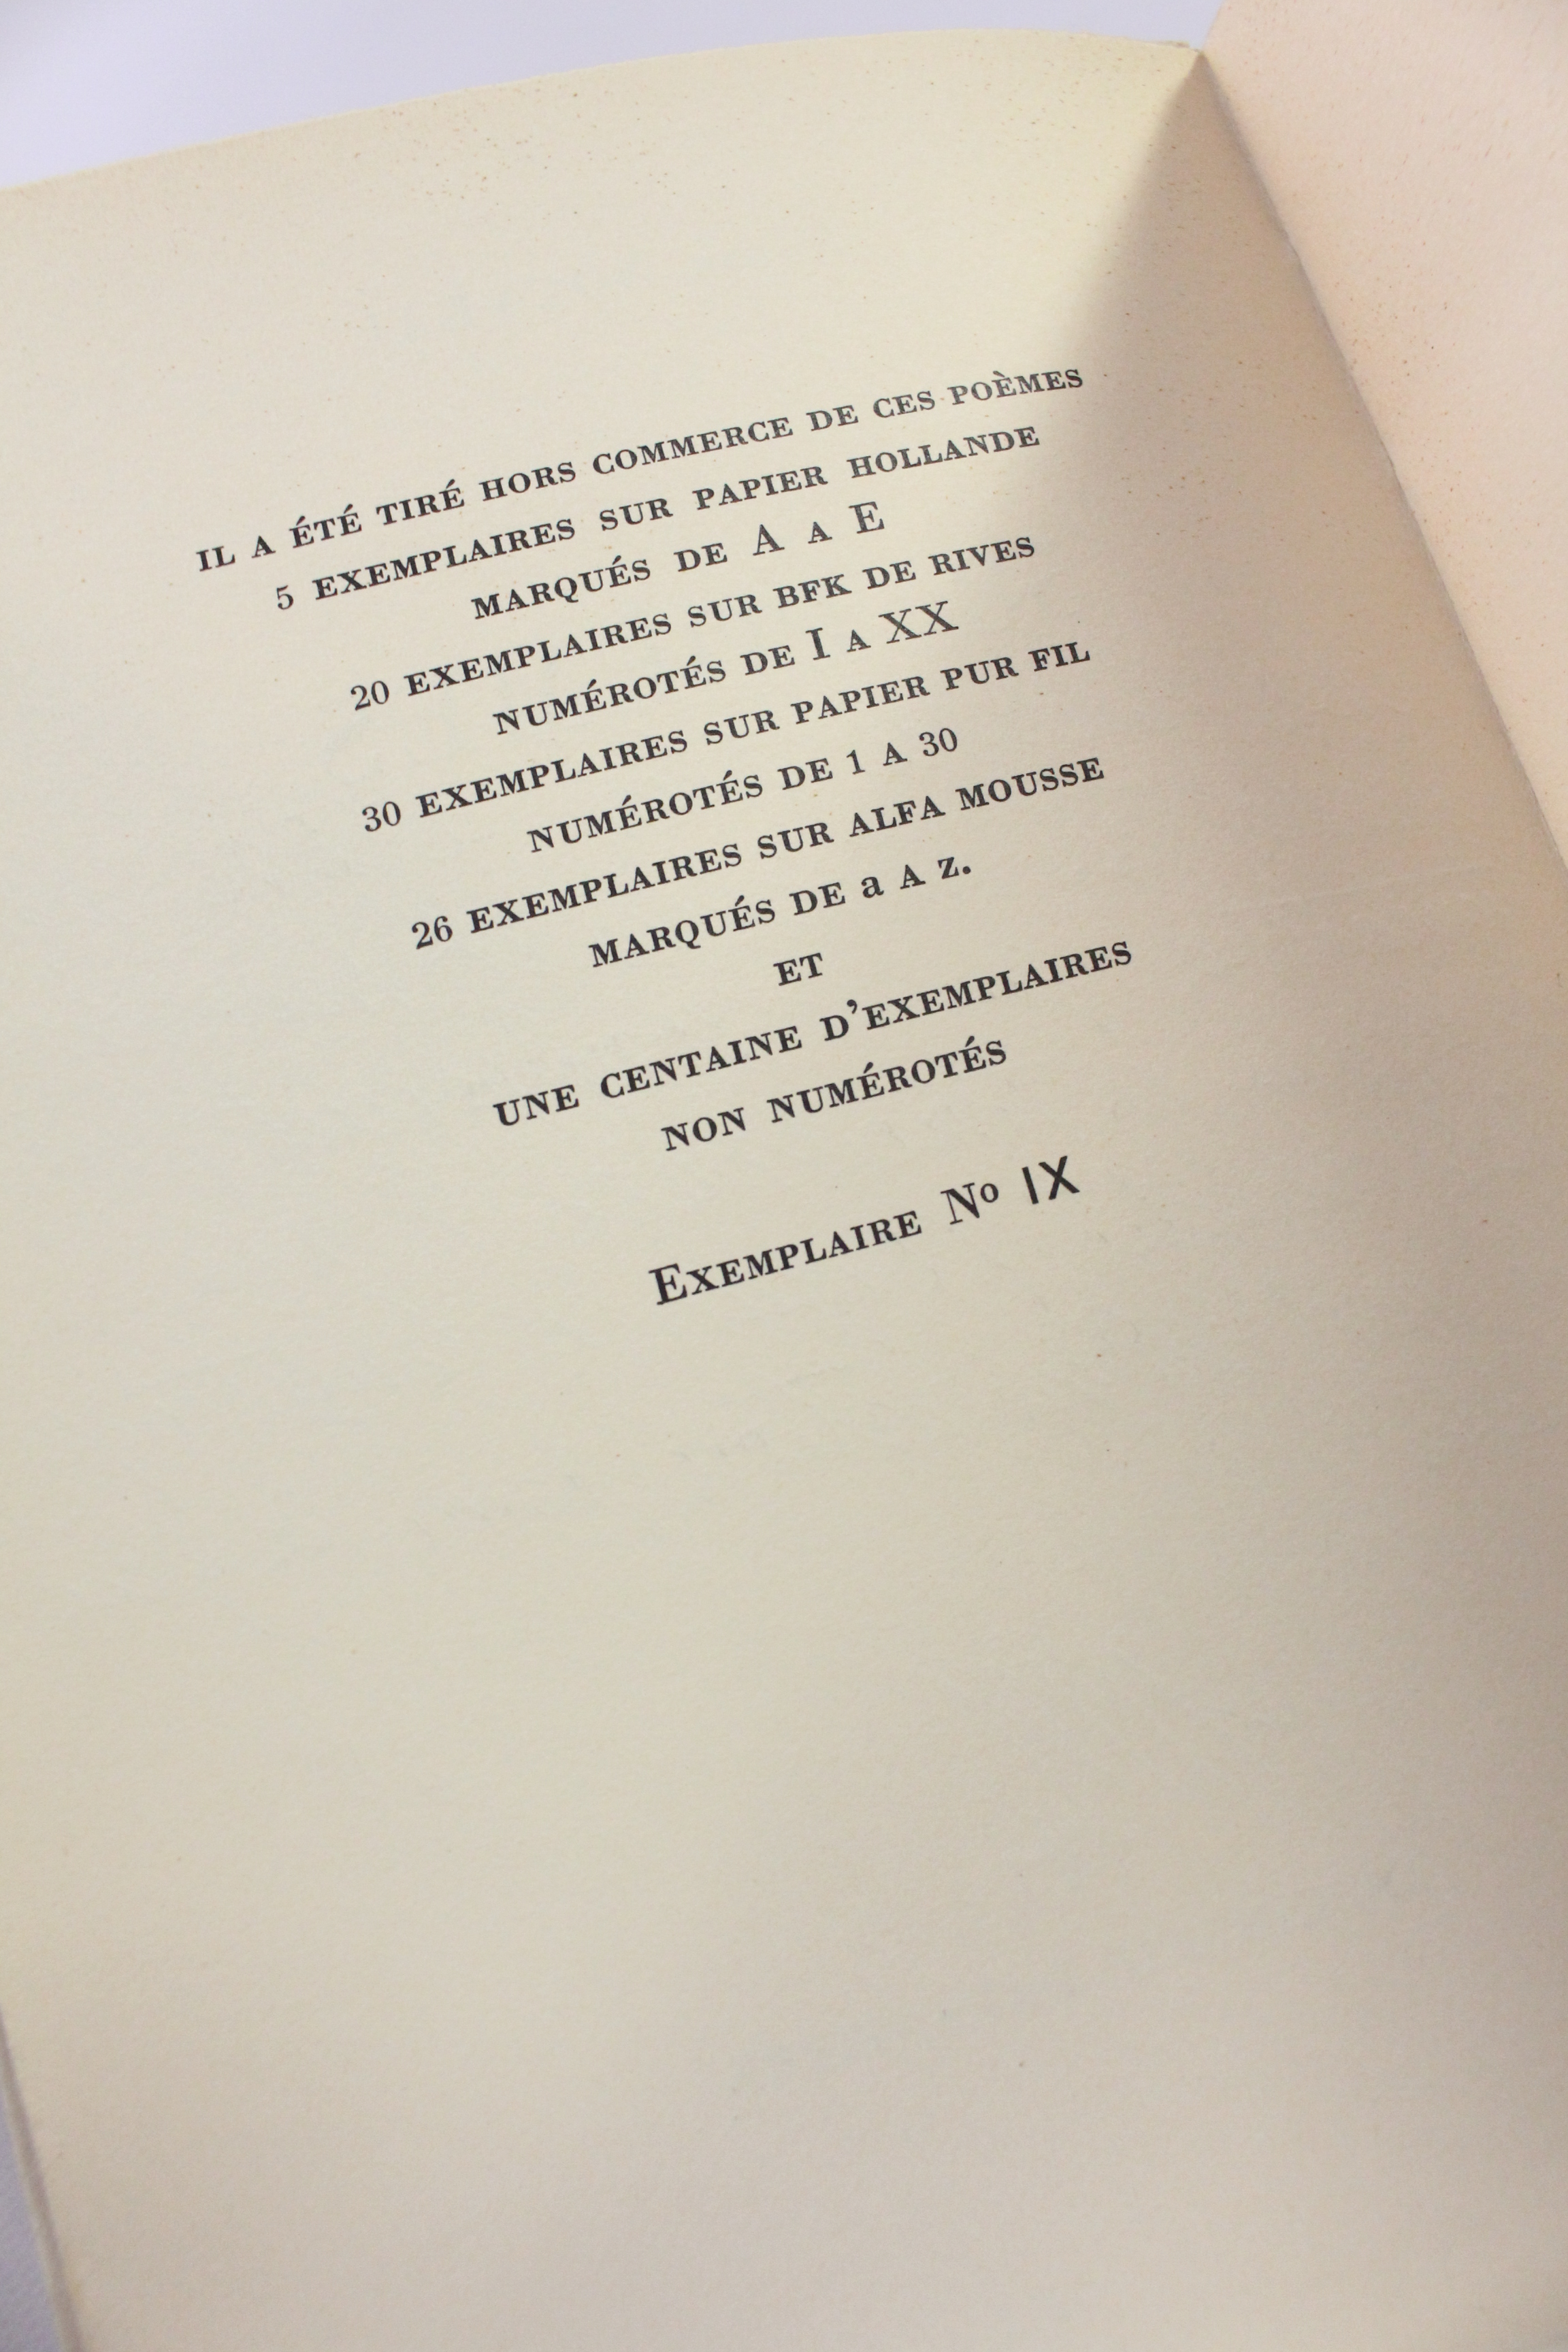 IL A ÉTÉ TIRÉ HORS COMMERCE DE CES POÈMES
5 EXEMPLAIRES SUR PAPIER HOLLANDE
MARQUÉS DE A A E
20 EXEMPLAIRES SUR BFK DE RIVES
NUMÉROTÉS DE I A XX
30 EXEMPLAIRES SUR PAPIER PUR FIL
NUMÉROTÉS DE 1 A 30
26 EXEMPLAIRES SUR ALFA MOUSSE
MARQUÉS DE a A z.
ET
UNE CENTAINE D'EXEMPLAIRES
NON NUMÉROTÉS
EXEMPLAIRE Nº IX